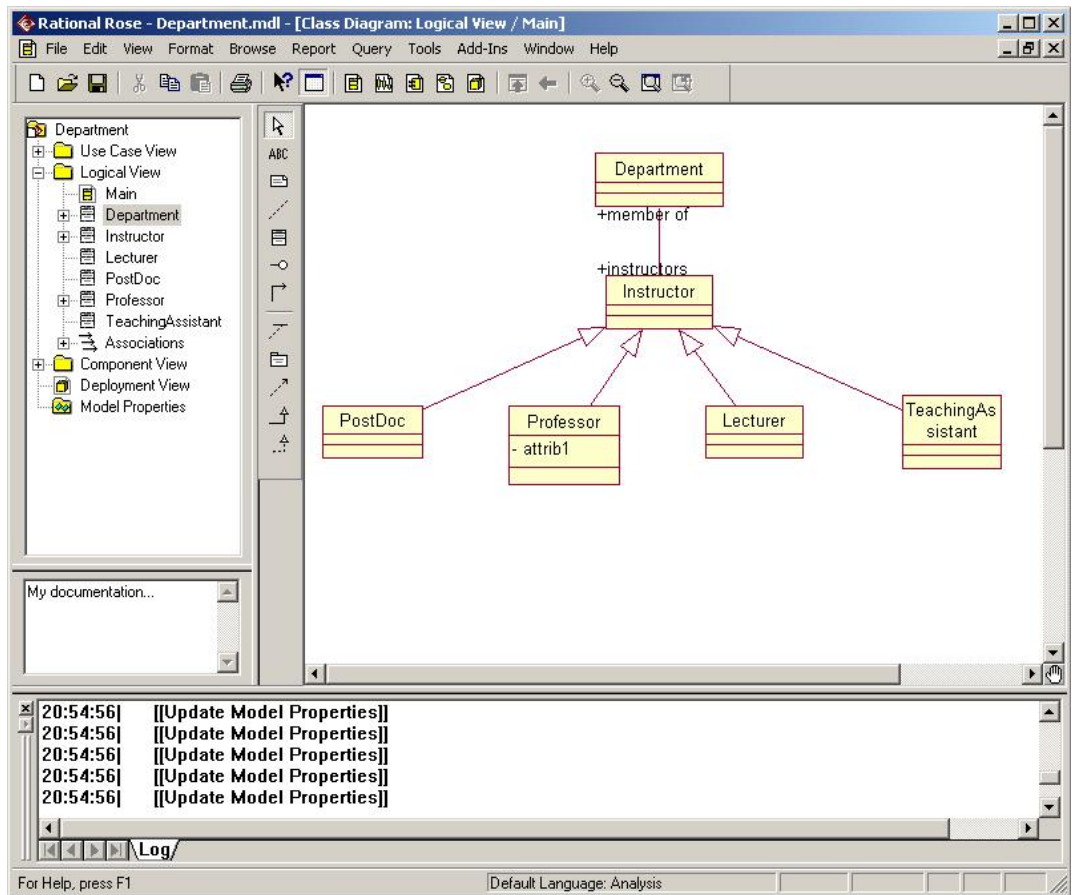 Rational Rose - Department.mdl - [Class Diagram: Logical View / Main]
File Edit View Format Browse Report Query Tools Add-Ins Window Help
Department
Use Case View
Logical View
Main
Department
Instructor
Lecturer
PostDoc
Professor
TeachingAssistant
Associations
Component View
Deployment View
Model Properties
ABC
Department
+member of
+instructors
Instructor
PostDoc
Professor
- attrib1
Lecturer
TeachingAs
sistant
My documentation...
20:54:56| [[Update Model Properties]]
20:54:56| [[Update Model Properties]]
20:54:56| [[Update Model Properties]]
20:54:56| [[Update Model Properties]]
20:54:56| [[Update Model Properties]]
Log
For Help, press F1
Default Language: Analysis